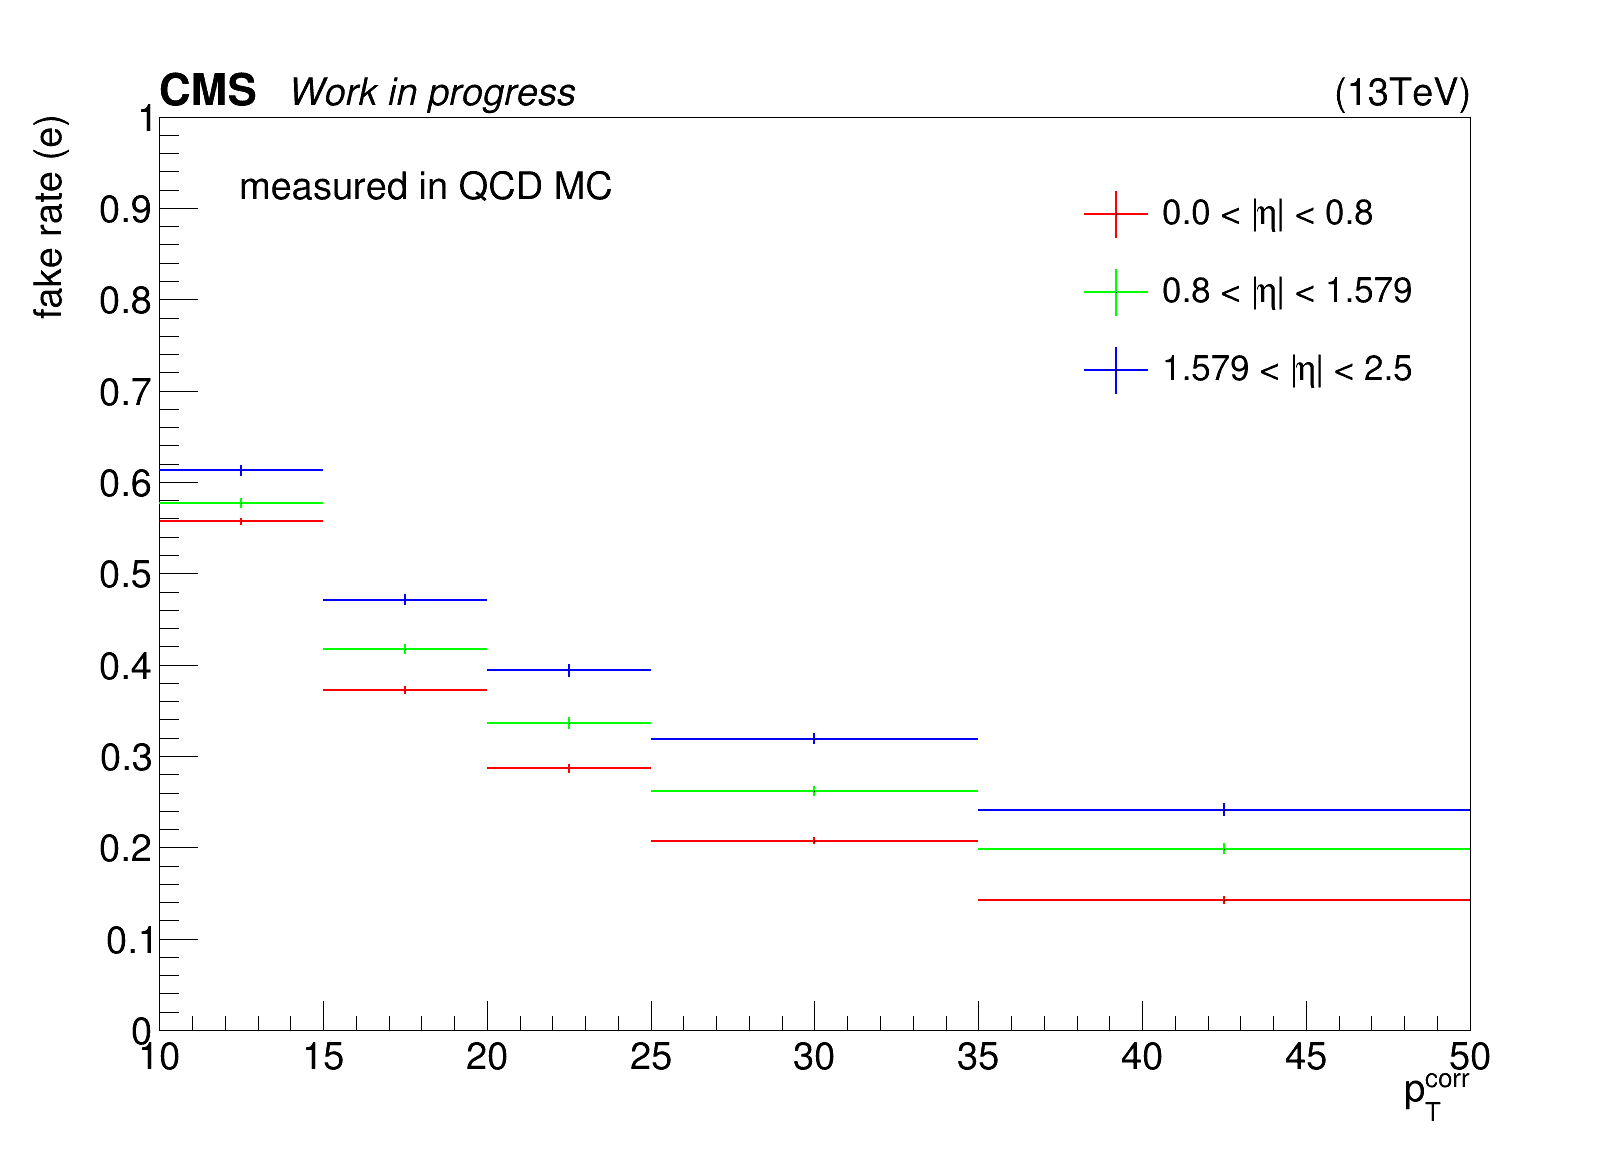 CMS Work in progress (13TeV)
fake rate (e)
measured in QCD MC
0.0 < |η| < 0.8
0.8 < |η| < 1.579
1.579 < |η| < 2.5
1
0.9
0.8
0.7
0.6
0.5
0.4
0.3
0.2
0.1
0
10 15 20 25 30 35 40 45 50
p_T^corr